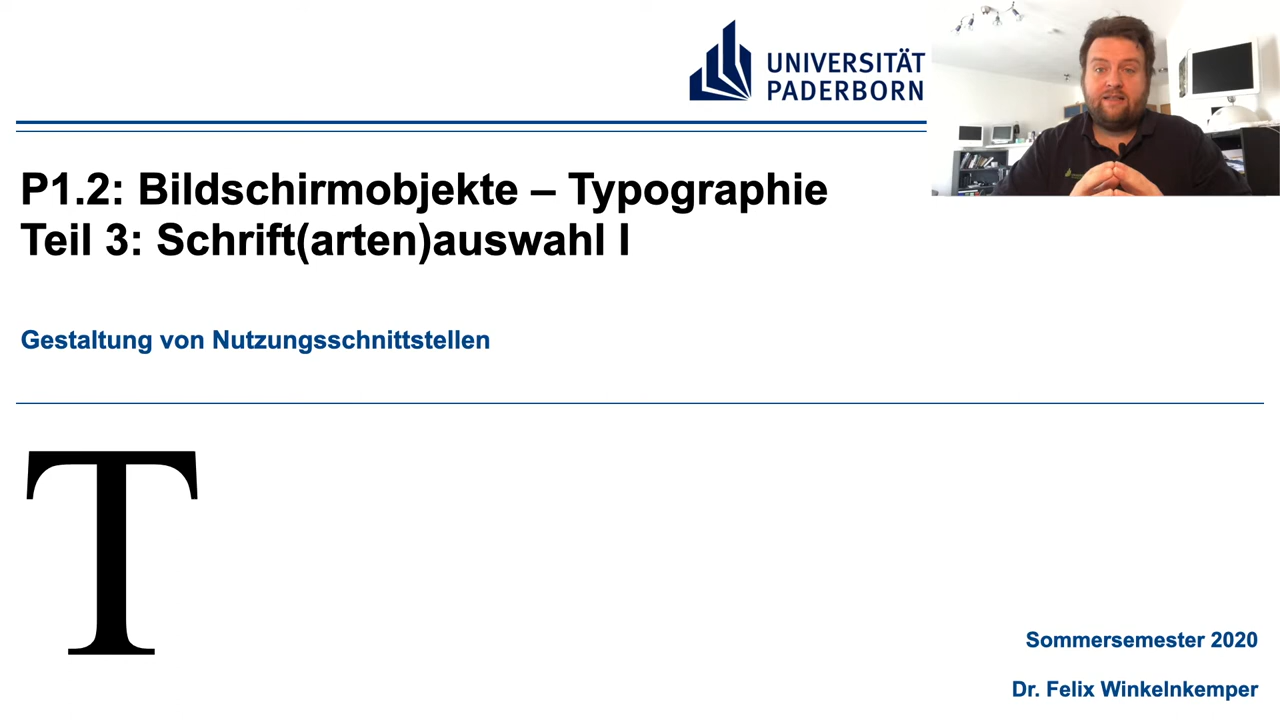 UNIVERSITÄT
PADERBORN
P1.2: Bildschirmobjekte – Typographie
Teil 3: Schrift(arten)auswahl I
Gestaltung von Nutzungsschnittstellen
T
Sommersemester 2020
Dr. Felix Winkelnkemper